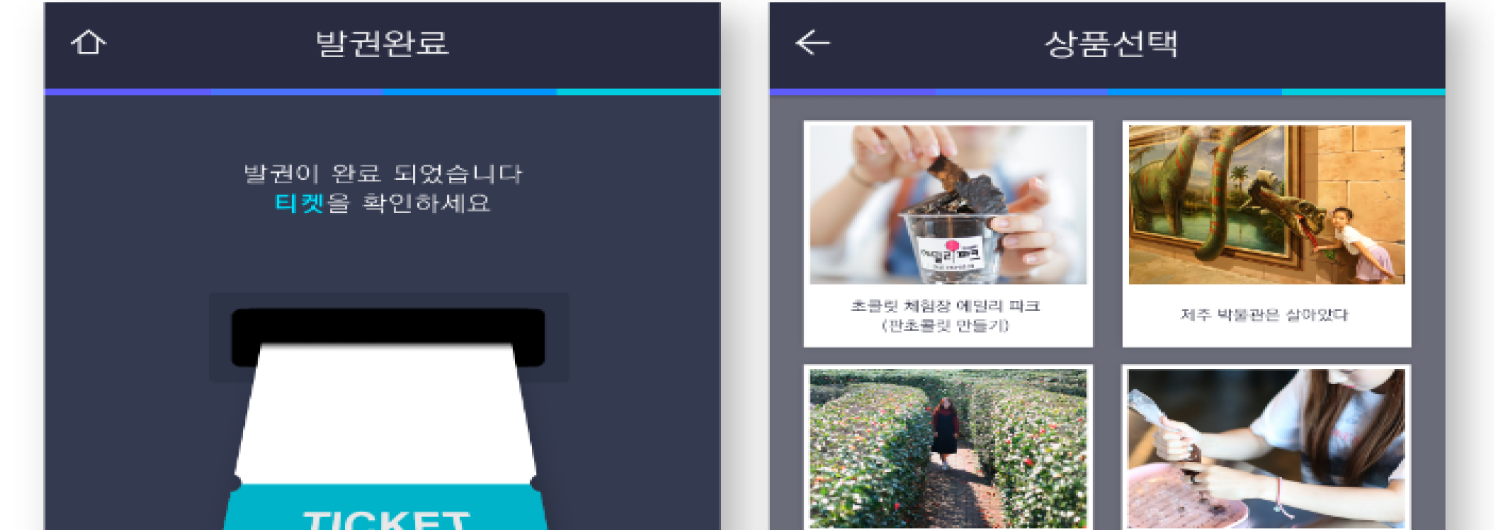 발권완료
발권이 완료 되었습니다
티켓을 확인하세요
TICKET
상품선택
에밀리 파크
초콜릿 체험장 에밀리 파크
(판초콜릿 만들기)
제주 박물관은 살아있다